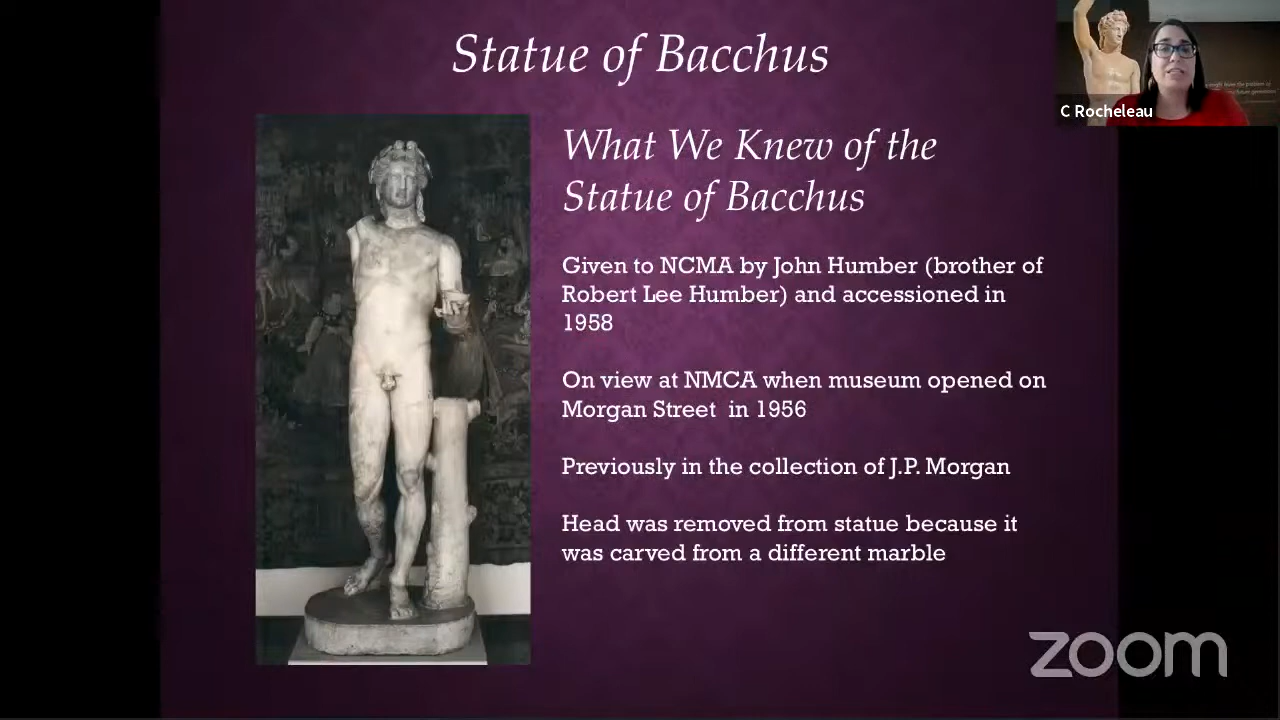 Statue of Bacchus
C Rocheleau
What We Knew of the
Statue of Bacchus
Given to NCMA by John Humber (brother of
Robert Lee Humber) and accessioned in
1958
On view at NMCA when museum opened on
Morgan Street in 1956
Previously in the collection of J.P. Morgan
Head was removed from statue because it
was carved from a different marble
zoom